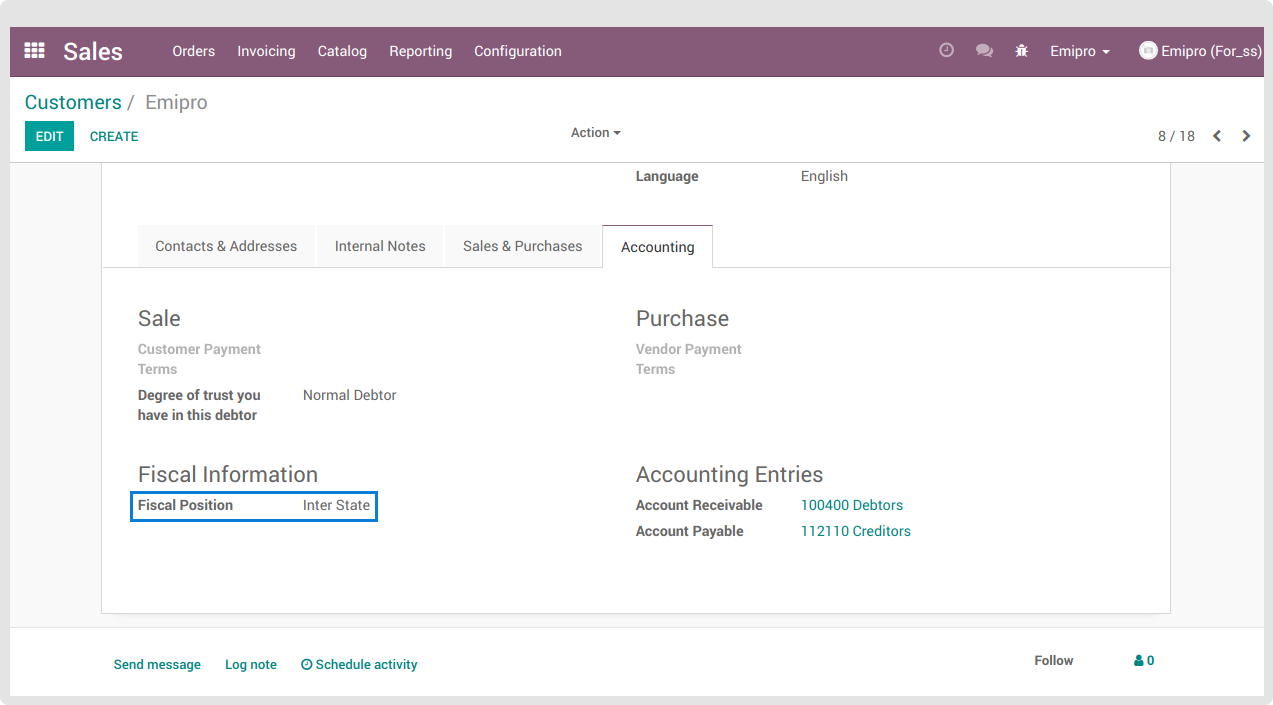 Sales Orders Invoicing Catalog Reporting Configuration Emipro Emipro (For_ss)
Customers / Emipro
EDIT CREATE Action 8 / 18
Language English
Contacts & Addresses Internal Notes Sales & Purchases Accounting
Sale Purchase
Customer Payment Vendor Payment
Terms Terms
Degree of trust you Normal Debtor
have in this debtor
Fiscal Information Accounting Entries
Fiscal Position Inter State Account Receivable 100400 Debtors
Account Payable 112110 Creditors
Send message Log note Schedule activity Follow 0